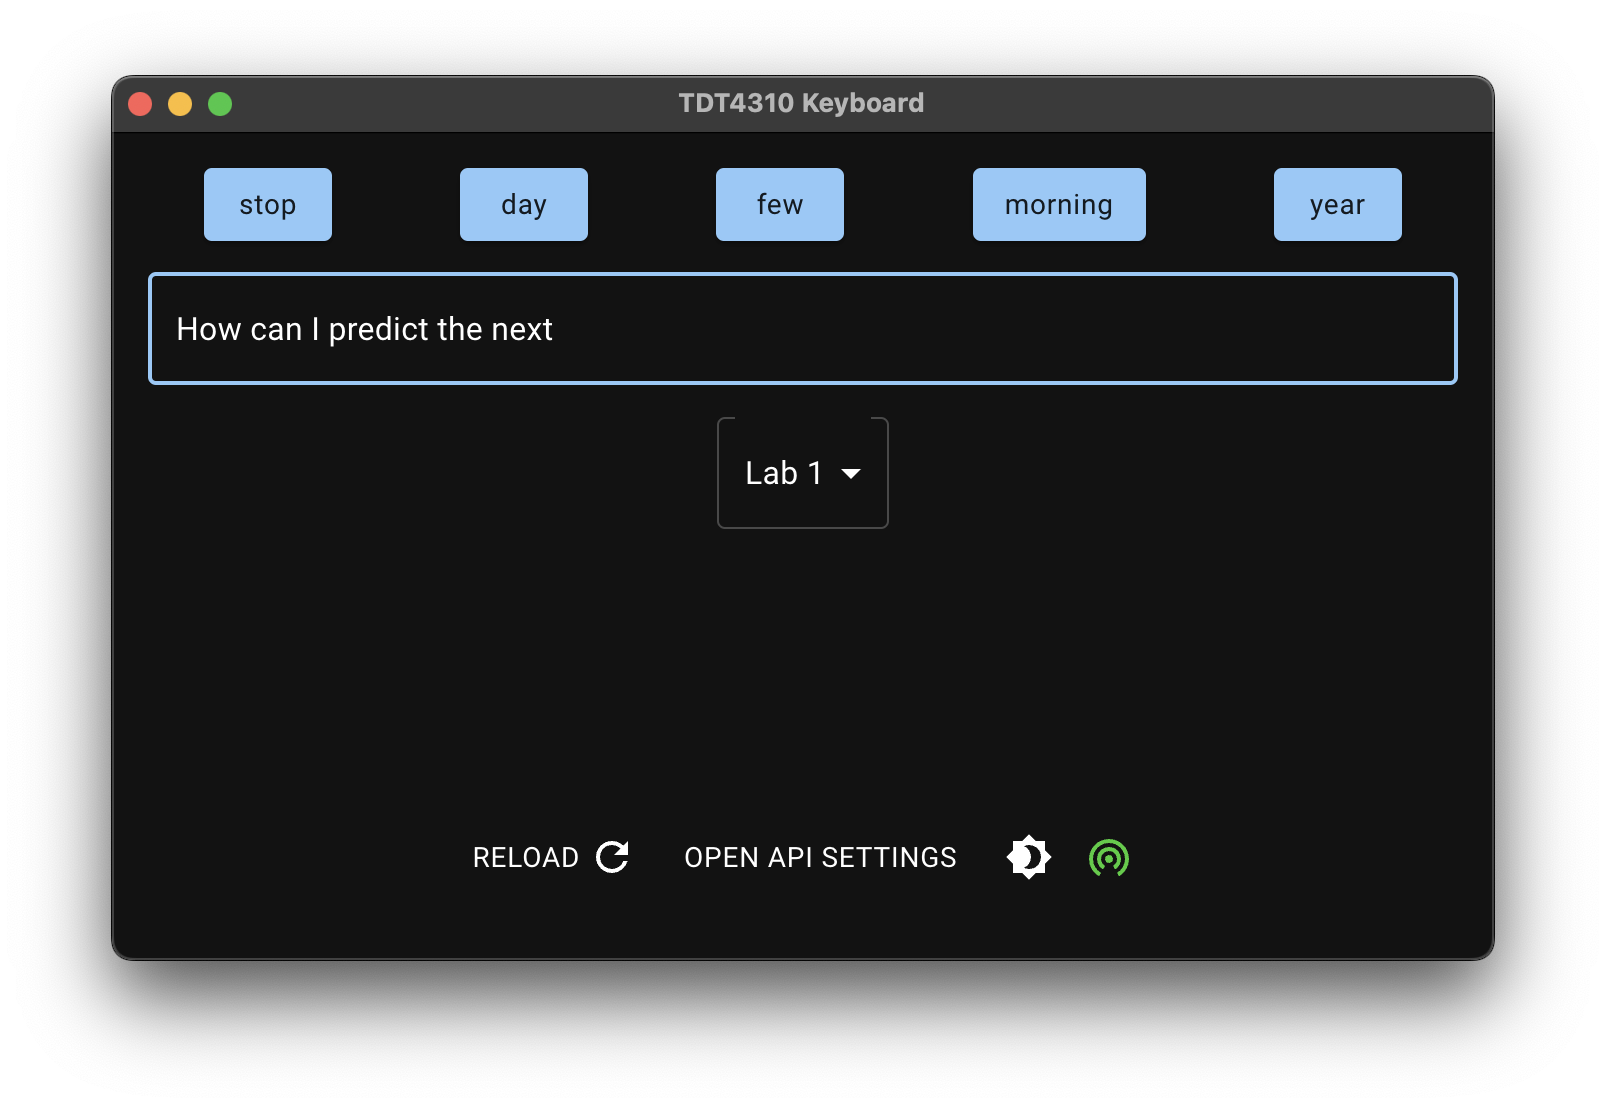 TDT4310 Keyboard
stop day few morning year
How can I predict the next
Lab 1
RELOAD OPEN API SETTINGS